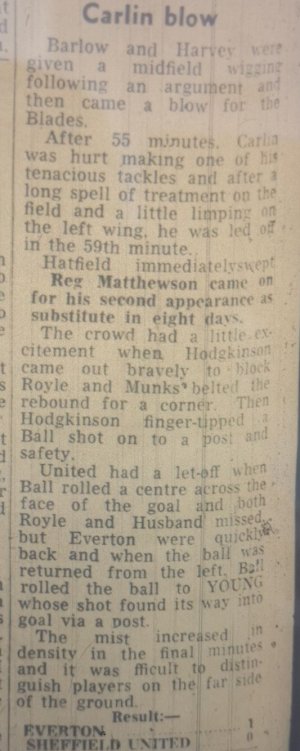 Carlin blow
Barlow and Harvey were
given a midfield wigging
following an argument and
then came a blow for the
Blades.
After 55 minutes, Carlin
was hurt making one of his
tenacious tackles and after a
long spell of treatment on the
field and a little limping on
the left wing, he was led off
in the 59th minute.
Hatfield immediatelyswept
Reg Matthewson came on
for his second appearance as
substitute in eight days.
The crowd had a little ex-
citement when Hodgkinson
came out bravely to block
Royle and Munks belted the
rebound for a corner. Then
Hodgkinson finger-tipped a
Ball shot on to a post and
safety.
United had a let-off when
Ball rolled a centre across the
face of the goal and both
Royle and Husband missed,
but Everton were quickly
back and when the ball was
returned from the left, Ball
rolled the ball to YOUNG
whose shot found its way into
goal via a post.
The mist increased in
density in the final minutes
and it was fficult to distin-
guish players on the far side
of the ground.
Result:—
EVERTON 1
SHEFFIELD UNITED 0